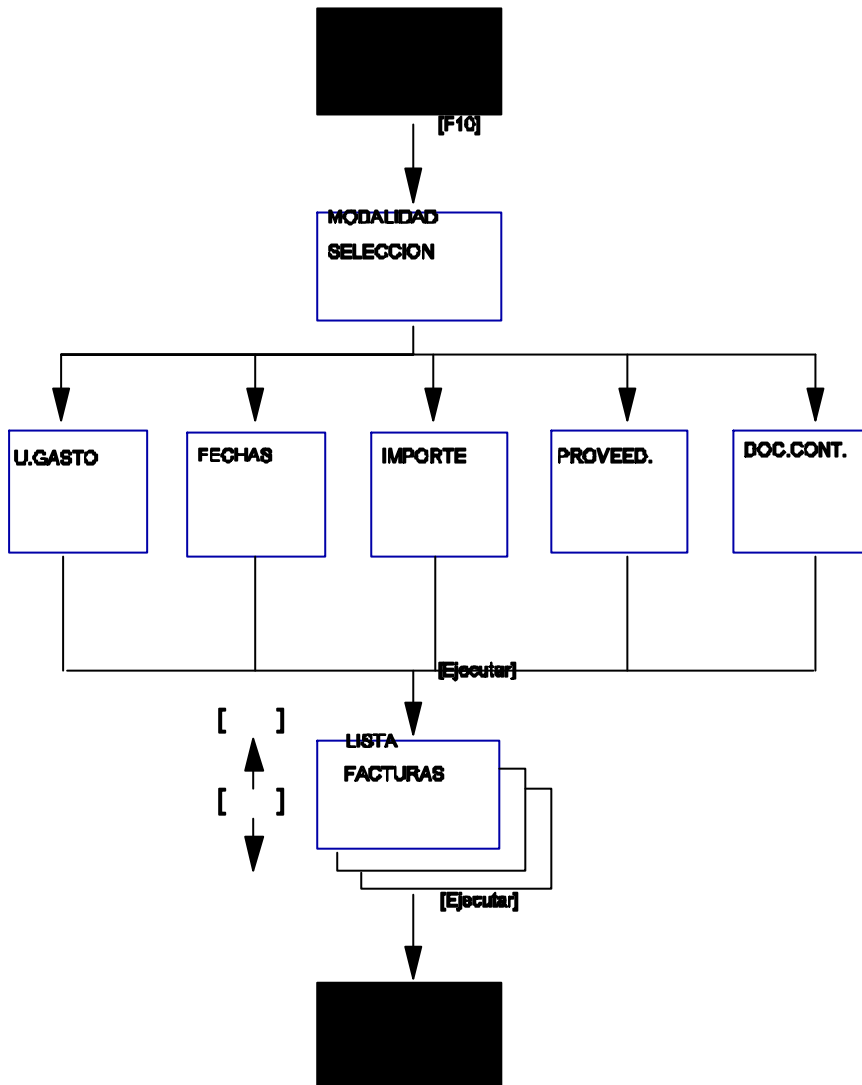 [F10]
MODALIDAD
SELECCION
U.GASTO
FECHAS
IMPORTE
PROVEED.
DOC.CONT.
[Ejecutar]
[ ]
LISTA
FACTURAS
[ ]
[Ejecutar]